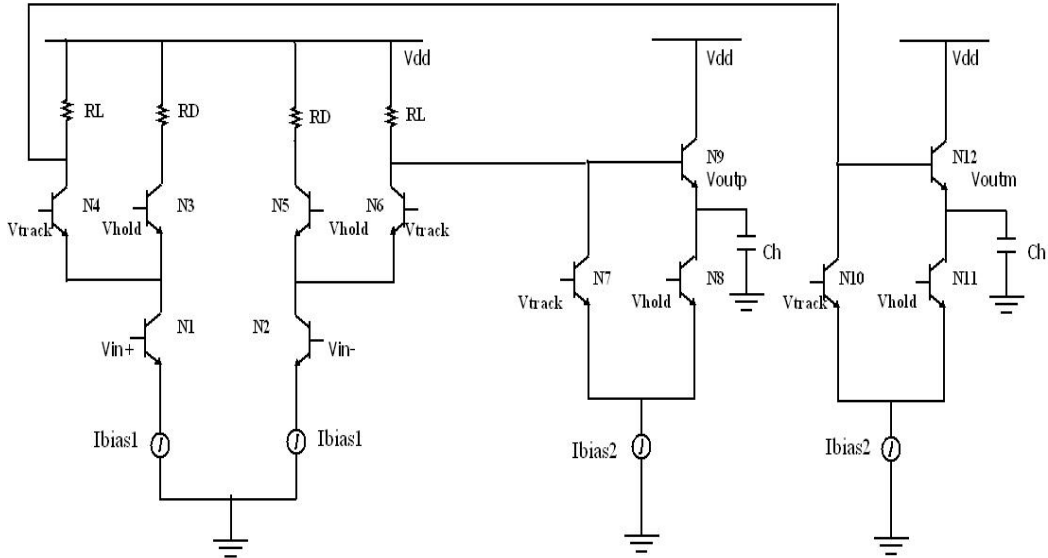 Vdd
Vdd
Vdd
RL
RD
RD
RL
N9
N12
Voutp
Voutm
N4
N3
N5
N6
Vtrack
Vhold
Vhold
Vtrack
Ch
Ch
N7
N8
N10
N11
Vtrack
Vhold
Vtrack
Vhold
N1
N2
Vin+
Vin-
Ibias1
Ibias1
Ibias2
Ibias2